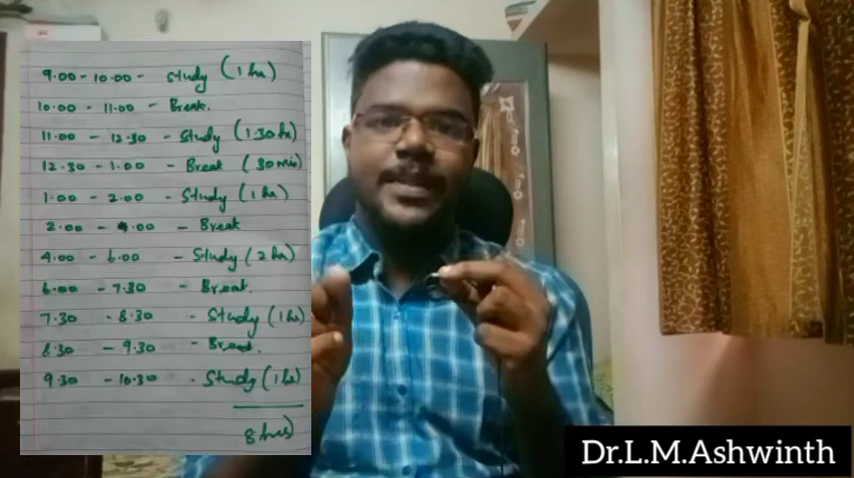 9.00 - 10.00 - Study (1 hr)
10.00 - 11.00 - Break.
11.00 - 12.30 - Study (1.30 hr)
12.30 - 1.00 - Break (30 min)
1.00 - 2.00 - Study (1 hr)
2.00 - 4.00 - Break
4.00 - 6.00 - Study (2 hr)
6.00 - 7.30 - Break.
7.30 - 8.30 - Study (1 hr)
8.30 - 9.30 - Break.
9.30 - 10.30 - Study (1 hr)
8 hrs)
Dr.L.M.Ashwinth